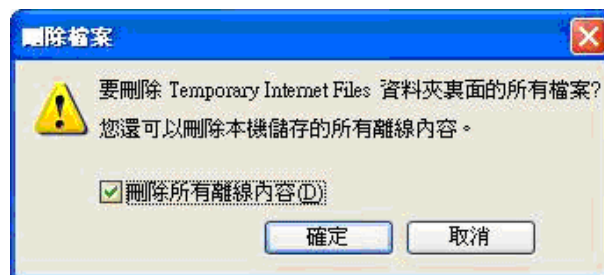 刪除檔案
要刪除 Temporary Internet Files 資料夾裏面的所有檔案?
您還可以刪除本機儲存的所有離線內容。
刪除所有離線內容(D)
確定 取消